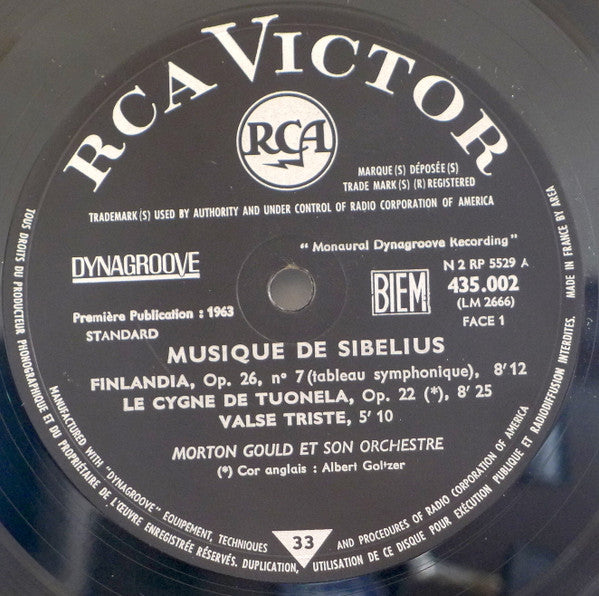 RCA VICTOR
RCA
MARQUE (S) DÉPOSÉE (S)
TRADE MARK (S) (R) REGISTERED
TRADEMARK (S) USED BY AUTHORITY AND UNDER CONTROL OF RADIO CORPORATION OF AMERICA
DYNAGROOVE
“ Monaural Dynagroove Recording ”
BIEM
N 2 RP 5529 A
435.002
(LM 2666)
FACE 1
Première Publication : 1963
STANDARD
MUSIQUE DE SIBELIUS
FINLANDIA, Op. 26, n° 7 (tableau symphonique), 8'12
LE CYGNE DE TUONELA, Op. 22 (*), 8'25
VALSE TRISTE, 5'10
MORTON GOULD ET SON ORCHESTRE
(*) Cor anglais : Albert Goltzer
33
MANUFACTURED WITH "DYNAGROOVE" EQUIPEMENT, TECHNIQUES AND PROCEDURES OF RADIO CORPORATION OF AMERICA
TOUS DROITS DU PRODUCTEUR PHONOGRAPHIQUE ET DU PROPRIÉTAIRE DE L'ŒUVRE ENREGISTRÉE RÉSERVÉS. DUPLICATION, UTILISATION DE CE DISQUE POUR EXÉCUTION PUBLIQUE ET RADIODIFFUSION INTERDITES.
MADE IN FRANCE BY AREA